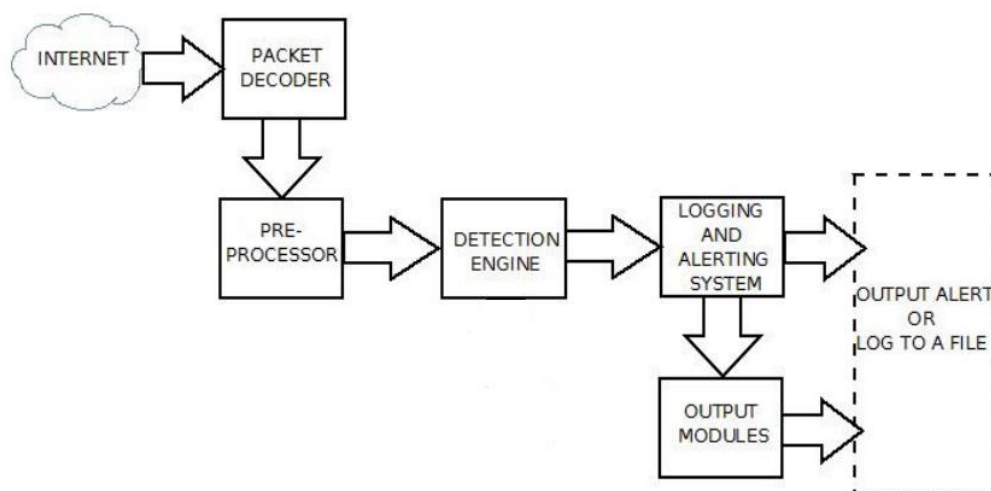 INTERNET
PACKET
DECODER
PRE-
PROCESSOR
DETECTION
ENGINE
LOGGING
AND
ALERTING
SYSTEM
OUTPUT ALERT
OR
LOG TO A FILE
OUTPUT
MODULES